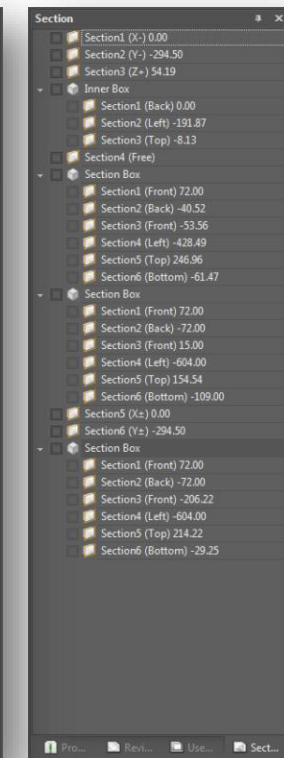 Section
Section1 (X-) 0.00
Section2 (Y-) -294.50
Section3 (Z+) 54.19
Inner Box
Section1 (Back) 0.00
Section2 (Left) -191.87
Section3 (Top) -8.13
Section4 (Free)
Section Box
Section1 (Front) 72.00
Section2 (Back) -40.52
Section3 (Front) -53.56
Section4 (Left) -428.49
Section5 (Top) 246.96
Section6 (Bottom) -61.47
Section Box
Section1 (Front) 72.00
Section2 (Back) -72.00
Section3 (Front) 15.00
Section4 (Left) -604.00
Section5 (Top) 154.54
Section6 (Bottom) -109.00
Section5 (X±) 0.00
Section6 (Y±) -294.50
Section Box
Section1 (Front) 72.00
Section2 (Back) -72.00
Section3 (Front) -206.22
Section4 (Left) -604.00
Section5 (Top) 214.22
Section6 (Bottom) -29.25
Pro... Revi... Use... Sect...